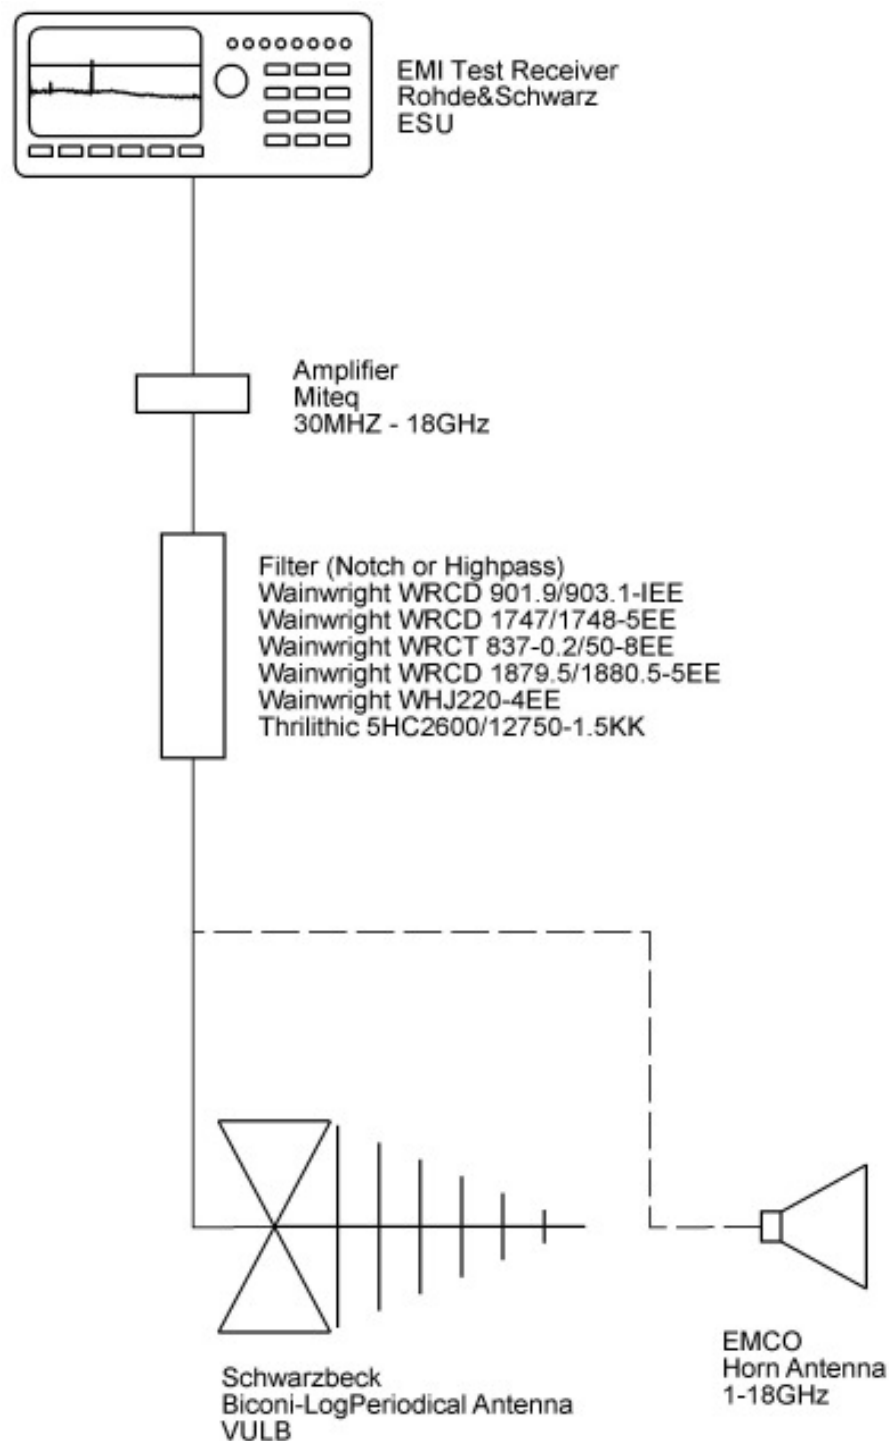 EMI Test Receiver
Rohde&Schwarz
ESU
Amplifier
Miteq
30MHZ - 18GHz
Filter (Notch or Highpass)
Wainwright WRCD 901.9/903.1-IEE
Wainwright WRCD 1747/1748-5EE
Wainwright WRCT 837-0.2/50-8EE
Wainwright WRCD 1879.5/1880.5-5EE
Wainwright WHJ220-4EE
Thrilithic 5HC2600/12750-1.5KK
Schwarzbeck
Biconi-LogPeriodical Antenna
VULB
EMCO
Horn Antenna
1-18GHz